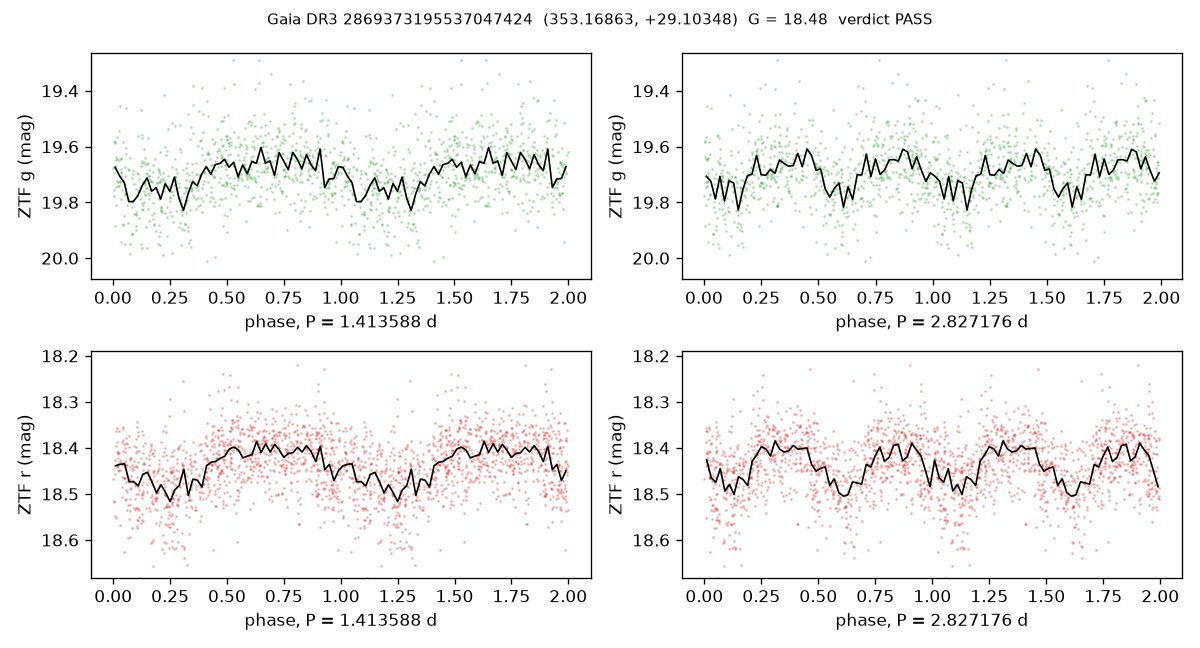 Gaia DR3 2869373195537047424 (353.16863, +29.10348) G = 18.48 verdict PASS
ZTF g (mag)
19.4
19.6
19.8
20.0
0.00 0.25 0.50 0.75 1.00 1.25 1.50 1.75 2.00
phase, P = 1.413588 d
ZTF g (mag)
19.4
19.6
19.8
20.0
0.00 0.25 0.50 0.75 1.00 1.25 1.50 1.75 2.00
phase, P = 2.827176 d
ZTF r (mag)
18.2
18.3
18.4
18.5
18.6
0.00 0.25 0.50 0.75 1.00 1.25 1.50 1.75 2.00
phase, P = 1.413588 d
ZTF r (mag)
18.2
18.3
18.4
18.5
18.6
0.00 0.25 0.50 0.75 1.00 1.25 1.50 1.75 2.00
phase, P = 2.827176 d